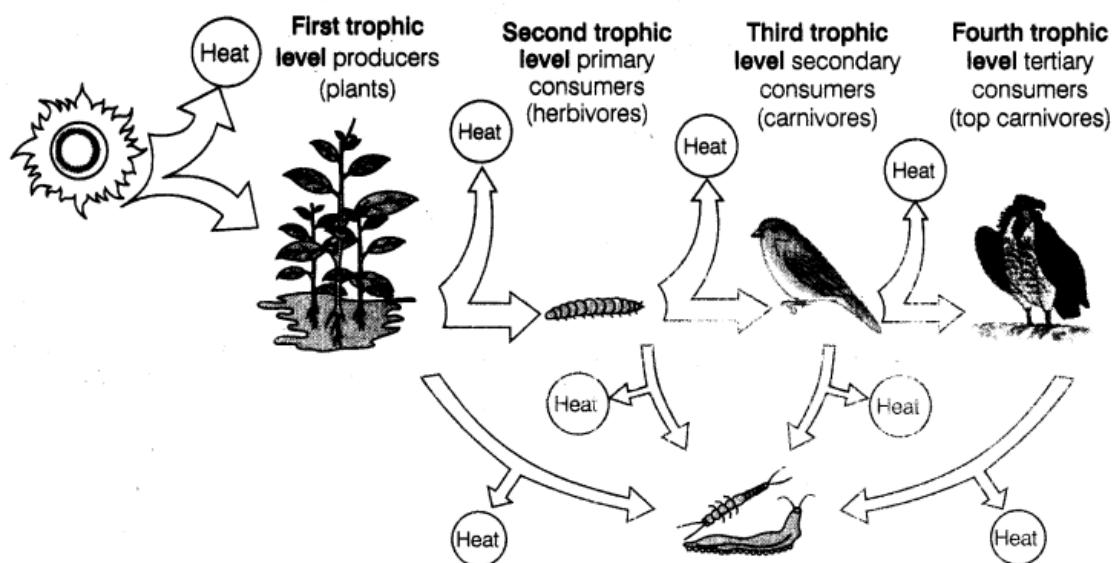 Heat
First trophic
level producers
(plants)
Second trophic
level primary
consumers
(herbivores)
Third trophic
level secondary
consumers
(carnivores)
Fourth trophic
level tertiary
consumers
(top carnivores)
Heat
Heat
Heat
Heat
Heat
Heat
Heat